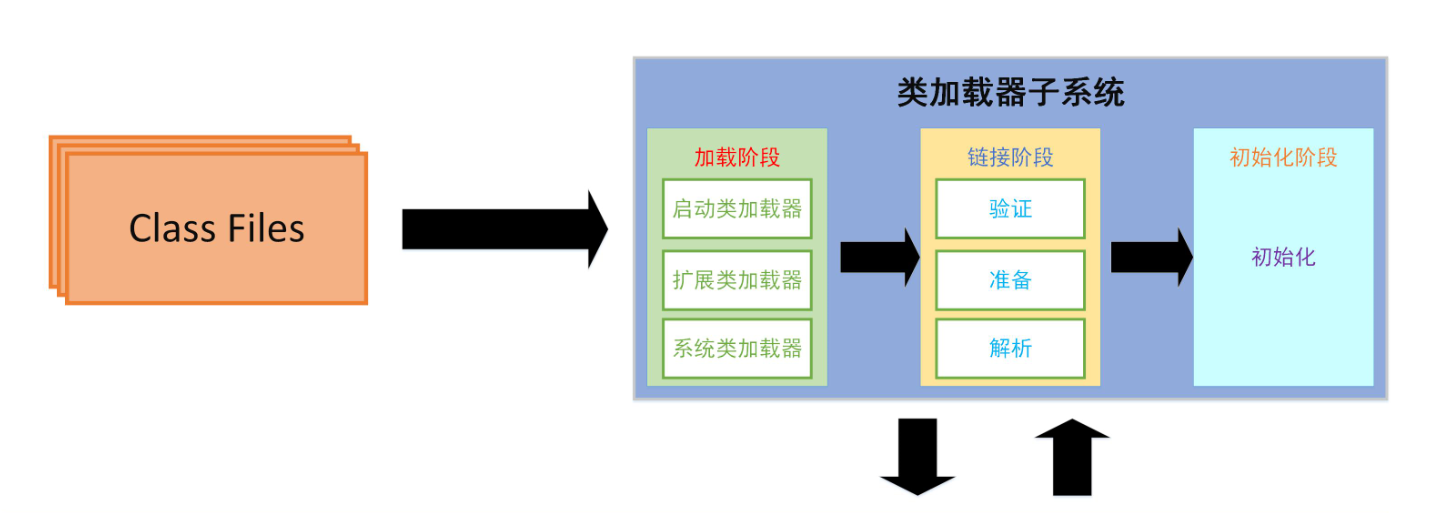 类加载器子系统
Class Files
加载阶段
启动类加载器
扩展类加载器
系统类加载器
链接阶段
验证
准备
解析
初始化阶段
初始化